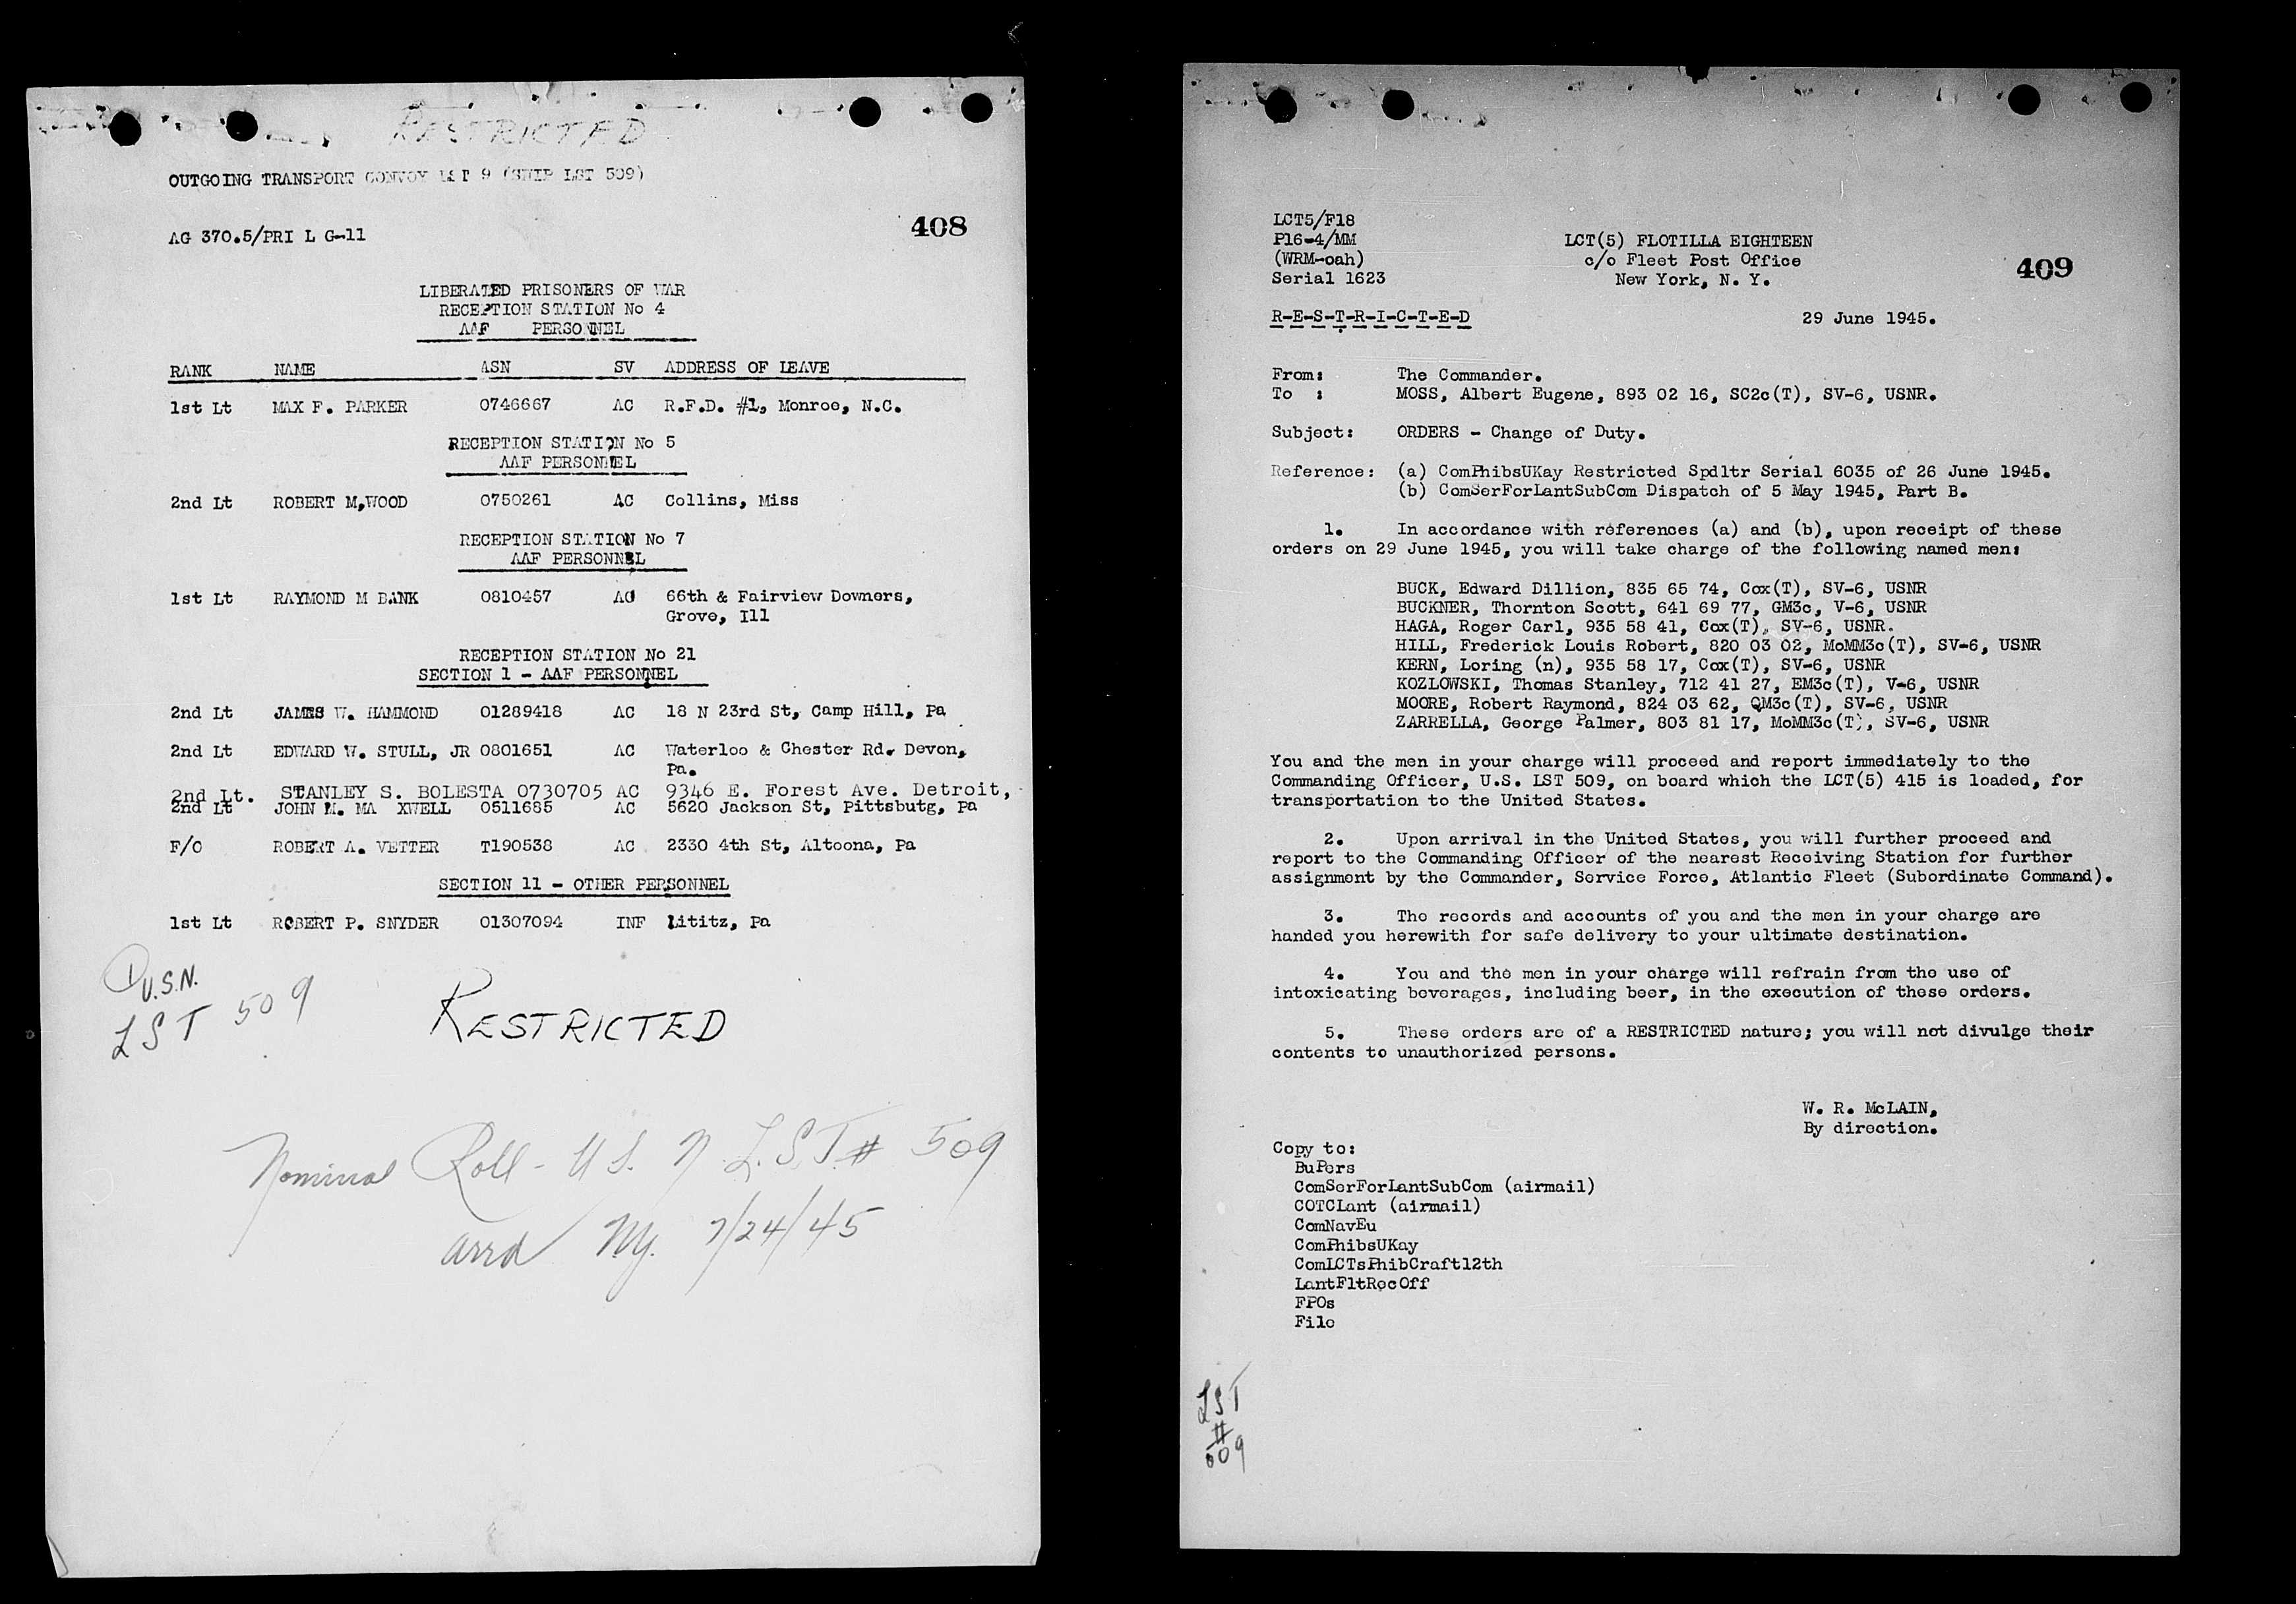 RESTRICTED
OUTGOING TRANSPORT CONVOY LST 9 (SHIP LST 509)
408
AG 370.5/PRI L G-11
LIBERATED PRISONERS OF WAR
RECEPTION STATION No 4
AAF PERSONNEL
RANK NAME ASN SV ADDRESS OF LEAVE
1st Lt MAX F. PARKER 0746667 AC R.F.D. #1, Monroe, N.C.
RECEPTION STATION No 5
AAF PERSONNEL
2nd Lt ROBERT M,WOOD 0750261 AC Collins, Miss
RECEPTION STATION No 7
AAF PERSONNEL
1st Lt RAYMOND M BANK 0810457 AC 66th & Fairview Downers,
Grove, Ill
RECEPTION STATION No 21
SECTION 1 - AAF PERSONNEL
2nd Lt JAMES W. HAMMOND 01289418 AC 18 N 23rd St, Camp Hill, Pa
2nd Lt EDWARD W. STULL, JR 0801651 AC Waterloo & Chester Rd. Devon,
Pa.
2nd Lt. STANLEY S. BOLESTA 0730705 AC 9346 E. Forest Ave. Detroit,
2nd Lt JOHN M. MA XWELL 0511685 AC 5620 Jackson St, Pittsbutg, Pa
F/O ROBERT A. VETTER T190538 AC 2330 4th St, Altoona, Pa
SECTION 11 - OTHER PERSONNEL
1st Lt ROBERT P. SNYDER 01307094 INF Lititz, Pa
U.S.N.
LST 509
RESTRICTED
Nominal Roll - U S. N L.S.T.# 509
arrd NY. 7/24/45
LCT5/F18
P16-4/MM
(WRM-oah)
Serial 1623
LCT(5) FLOTILLA EIGHTEEN
c/o Fleet Post Office
New York, N. Y.
409
R-E-S-T-R-I-C-T-E-D
29 June 1945.
From: The Commander.
To : MOSS, Albert Eugene, 893 02 16, SC2c(T), SV-6, USNR.
Subject: ORDERS - Change of Duty.
Reference: (a) ComPhibsUKay Restricted Spdltr Serial 6035 of 26 June 1945.
(b) ComSerForLantSubCom Dispatch of 5 May 1945, Part B.
1. In accordance with references (a) and (b), upon receipt of these
orders on 29 June 1945, you will take charge of the following named men:
BUCK, Edward Dillion, 835 65 74, Cox(T), SV-6, USNR
BUCKNER, Thornton Scott, 641 69 77, GM3c, V-6, USNR
HAGA, Roger Carl, 935 58 41, Cox(T), SV-6, USNR.
HILL, Frederick Louis Robert, 820 03 02, MoMM3c(T), SV-6, USNR
KERN, Loring (n), 935 58 17, Cox(T), SV-6, USNR
KOZLOWSKI, Thomas Stanley, 712 41 27, EM3c(T), V-6, USNR
MOORE, Robert Raymond, 824 03 62, QM3c(T), SV-6, USNR
ZARRELLA, George Palmer, 803 81 17, MoMM3c(T), SV-6, USNR
You and the men in your charge will proceed and report immediately to the
Commanding Officer, U.S. LST 509, on board which the LCT(5) 415 is loaded, for
transportation to the United States.
2. Upon arrival in the United States, you will further proceed and
report to the Commanding Officer of the nearest Receiving Station for further
assignment by the Commander, Service Force, Atlantic Fleet (Subordinate Command).
3. The records and accounts of you and the men in your charge are
handed you herewith for safe delivery to your ultimate destination.
4. You and the men in your charge will refrain from the use of
intoxicating beverages, including beer, in the execution of these orders.
5. These orders are of a RESTRICTED nature; you will not divulge their
contents to unauthorized persons.
W. R. McLAIN,
By direction.
Copy to:
BuPers
ComSerForLantSubCom (airmail)
COTCLant (airmail)
ComNavEu
ComPhibsUKay
ComLCTsPhibCraft12th
LantFltRecOff
FPOs
File
LST
#
509